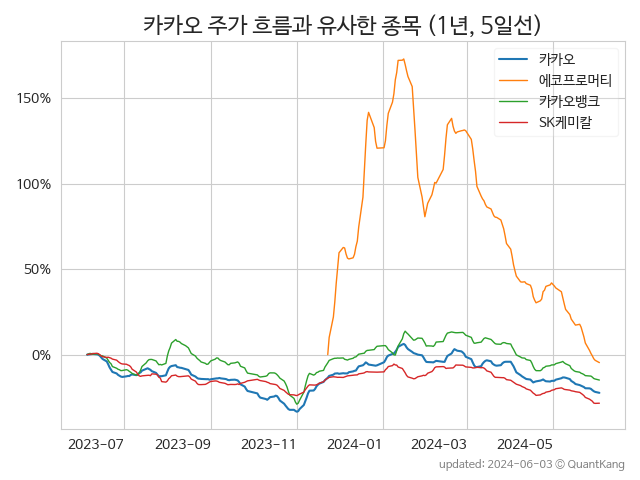 카카오 주가 흐름과 유사한 종목 (1년, 5일선)
카카오
에코프로머티
카카오뱅크
SK케미칼
150%
100%
50%
0%
2023-07 2023-09 2023-11 2024-01 2024-03 2024-05
updated: 2024-06-03 © QuantKang